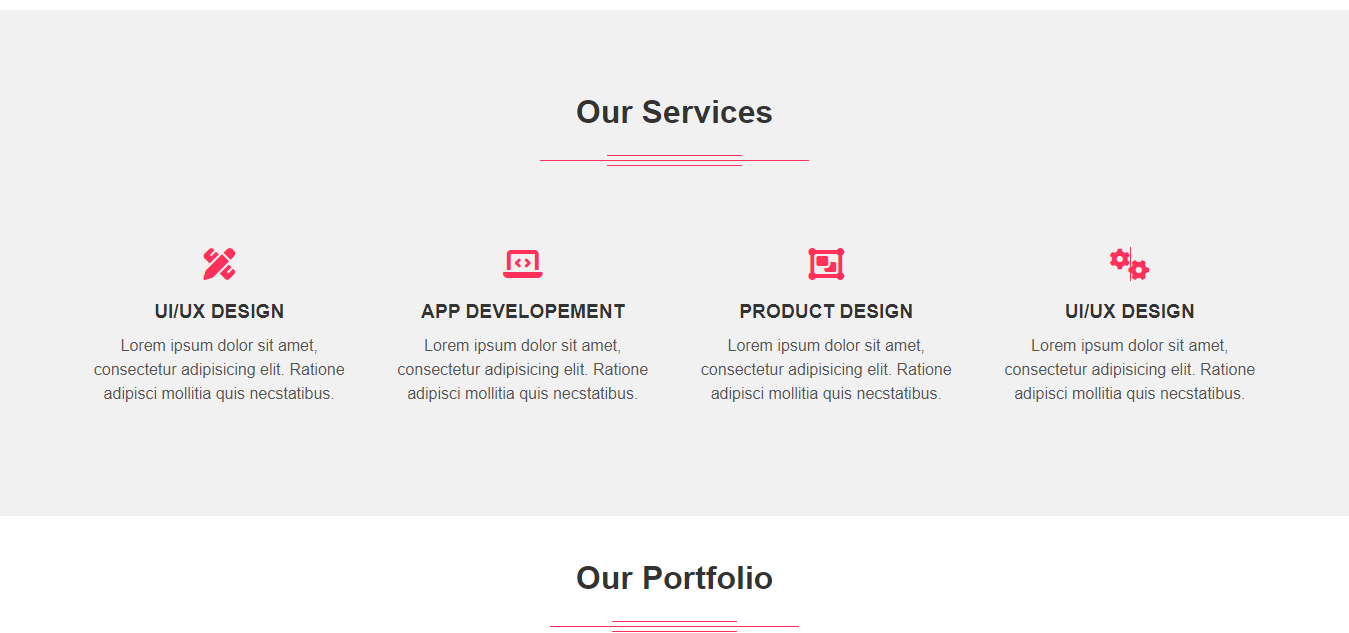 Our Services
UI/UX DESIGN
Lorem ipsum dolor sit amet,
consectetur adipisicing elit. Ratione
adipisci mollitia quis necstatibus.
APP DEVELOPEMENT
Lorem ipsum dolor sit amet,
consectetur adipisicing elit. Ratione
adipisci mollitia quis necstatibus.
PRODUCT DESIGN
Lorem ipsum dolor sit amet,
consectetur adipisicing elit. Ratione
adipisci mollitia quis necstatibus.
UI/UX DESIGN
Lorem ipsum dolor sit amet,
consectetur adipisicing elit. Ratione
adipisci mollitia quis necstatibus.
Our Portfolio